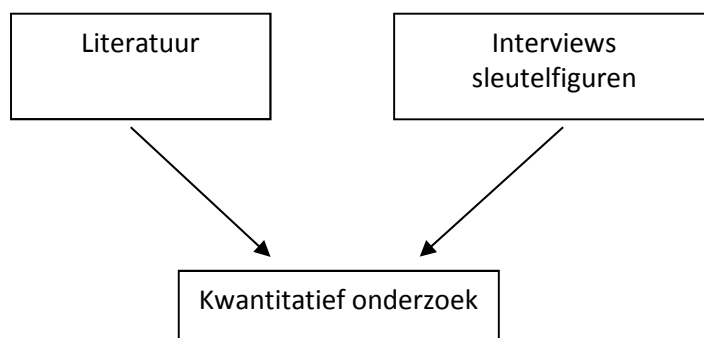 Literatuur
Interviews
sleutelfiguren
Kwantitatief onderzoek